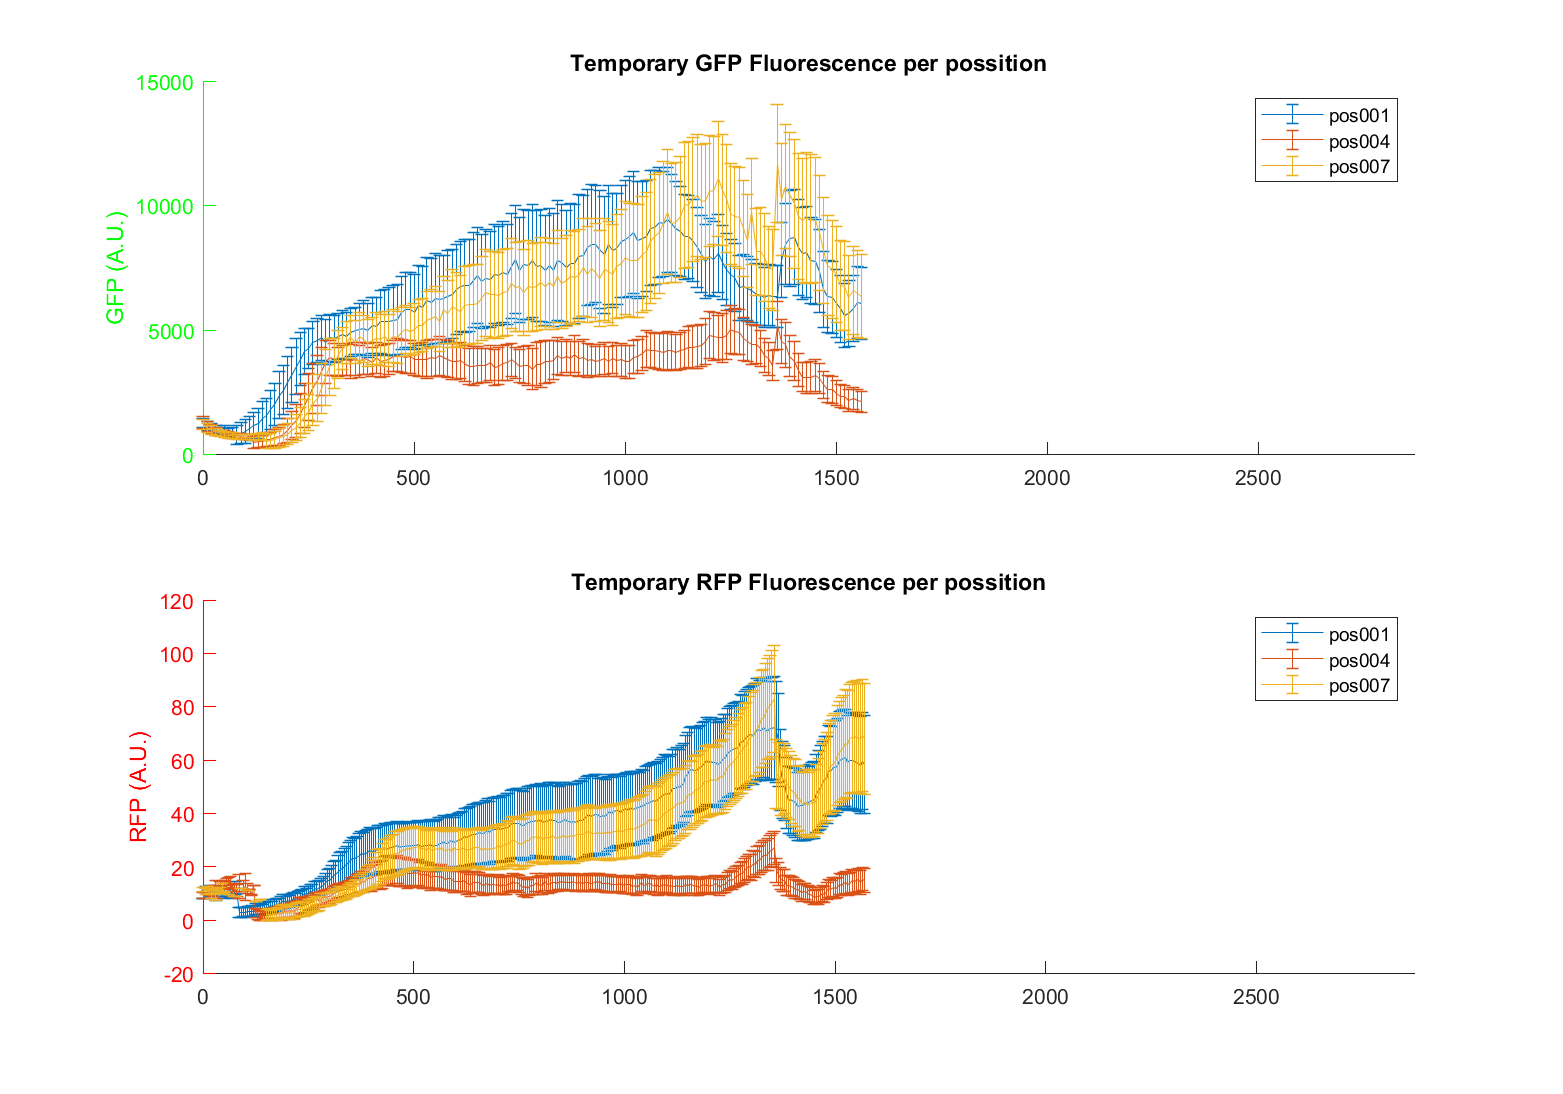 Temporary GFP Fluorescence per possition
15000
10000
5000
0
GFP (A.U.)
0 500 1000 1500 2000 2500
pos001
pos004
pos007
Temporary RFP Fluorescence per possition
120
100
80
60
40
20
0
-20
RFP (A.U.)
0 500 1000 1500 2000 2500
pos001
pos004
pos007